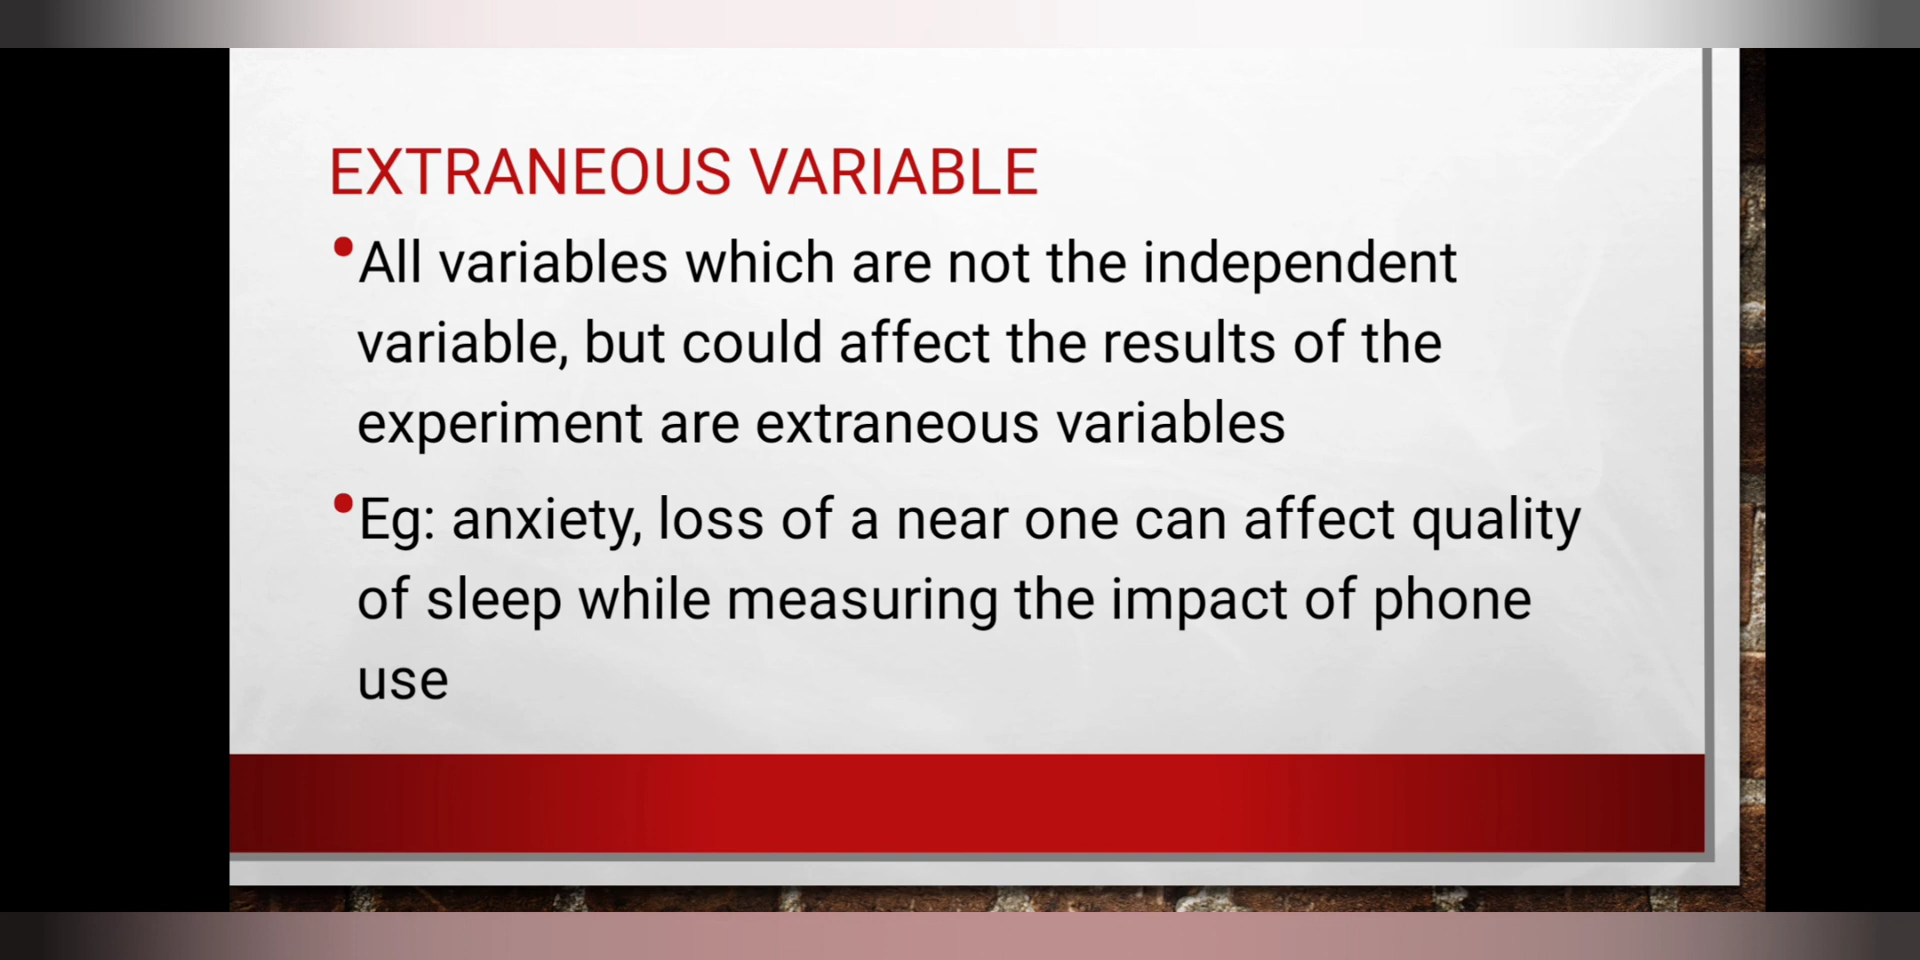 EXTRANEOUS VARIABLE
•All variables which are not the independent
variable, but could affect the results of the
experiment are extraneous variables
•Eg: anxiety, loss of a near one can affect quality
of sleep while measuring the impact of phone
use